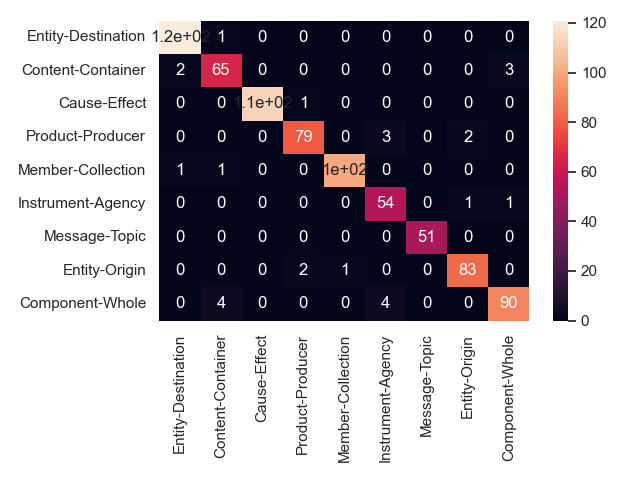 Entity-Destination 1.2e+02 1 0 0 0 0 0 0 0
Content-Container 2 65 0 0 0 0 0 0 3
Cause-Effect 0 0 1.1e+02 1 0 0 0 0 0
Product-Producer 0 0 0 79 0 3 0 2 0
Member-Collection 1 1 0 0 1e+02 0 0 0 0
Instrument-Agency 0 0 0 0 0 54 0 1 1
Message-Topic 0 0 0 0 0 0 51 0 0
Entity-Origin 0 0 0 2 1 0 0 83 0
Component-Whole 0 4 0 0 0 4 0 0 90
Entity-Destination
Content-Container
Cause-Effect
Product-Producer
Member-Collection
Instrument-Agency
Message-Topic
Entity-Origin
Component-Whole
120
100
80
60
40
20
0